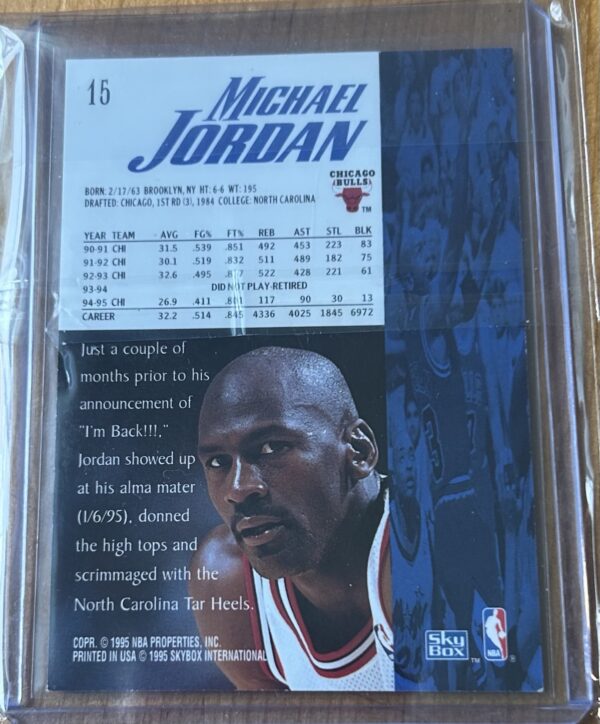 15
MICHAEL
JORDAN
CHICAGO
BULLS
TM
BORN: 2/17/63 BROOKLYN, NY HT: 6-6 WT: 195
DRAFTED: CHICAGO, 1ST RD (3), 1984 COLLEGE: NORTH CAROLINA
YEAR TEAM AVG FG% FT% REB AST STL BLK
90-91 CHI 31.5 .539 .851 492 453 223 83
91-92 CHI 30.1 .519 .832 511 489 182 75
92-93 CHI 32.6 .495 522 428 221 61
93-94 DID NOT PLAY-RETIRED
94-95 CHI 26.9 .411 117 90 30 13
CAREER 32.2 .514 .845 4336 4025 1845 6972
Just a couple of
months prior to his
announcement of
"I'm Back!!!,"
Jordan showed up
at his alma mater
(1/6/95), donned
the high tops and
scrimmaged with the
North Carolina Tar Heels.
COPR. © 1995 NBA PROPERTIES, INC.
PRINTED IN USA © 1995 SKYBOX INTERNATIONAL
SKY
BOX
TM
NBA
®